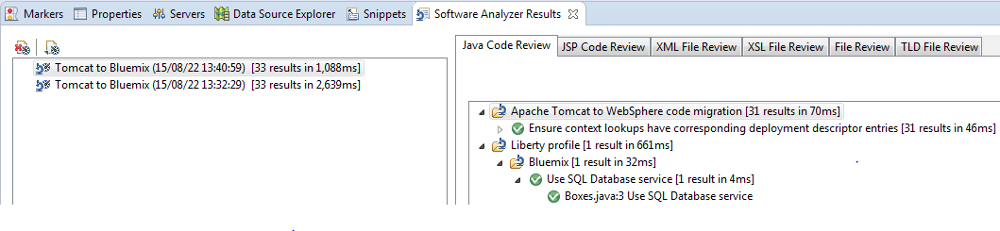 Markers Properties Servers Data Source Explorer Snippets Software Analyzer Results
Tomcat to Bluemix (15/08/22 13:40:59) [33 results in 1,088ms]
Tomcat to Bluemix (15/08/22 13:32:29) [33 results in 2,639ms]
Java Code Review JSP Code Review XML File Review XSL File Review File Review TLD File Review
Apache Tomcat to WebSphere code migration [31 results in 70ms]
Ensure context lookups have corresponding deployment descriptor entries [31 results in 46ms]
Liberty profile [1 result in 661ms]
Bluemix [1 result in 32ms]
Use SQL Database service [1 result in 4ms]
Boxes.java:3 Use SQL Database service